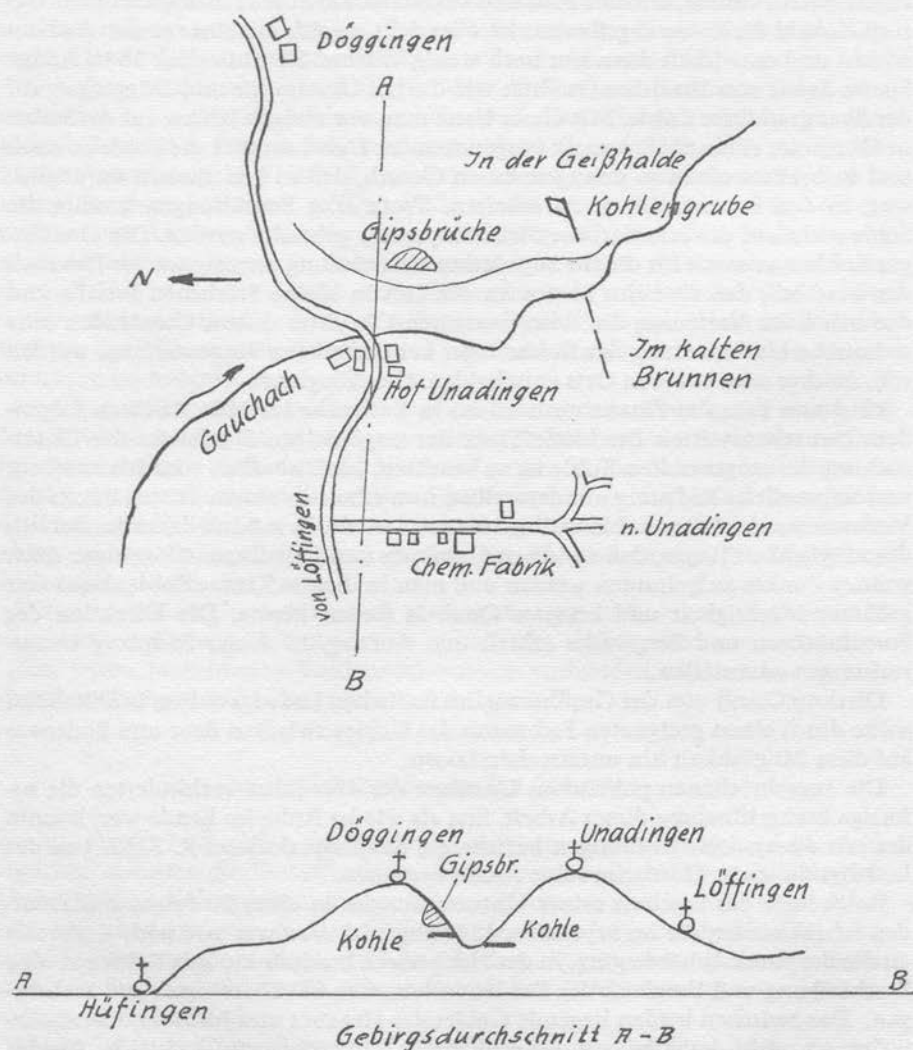 Döggingen
A
In der Geißhalde
Kohlengrube
Gipsbrüche
N
Im kalten
Brunnen
Hof Unadingen
Gauchach
von Löffingen
n. Unadingen
Chem. Fabrik
B
Döggingen
Unadingen
Gipsbr.
Löffingen
Kohle
Kohle
A
B
Hüfingen
Gebirgsdurchschnitt A-B